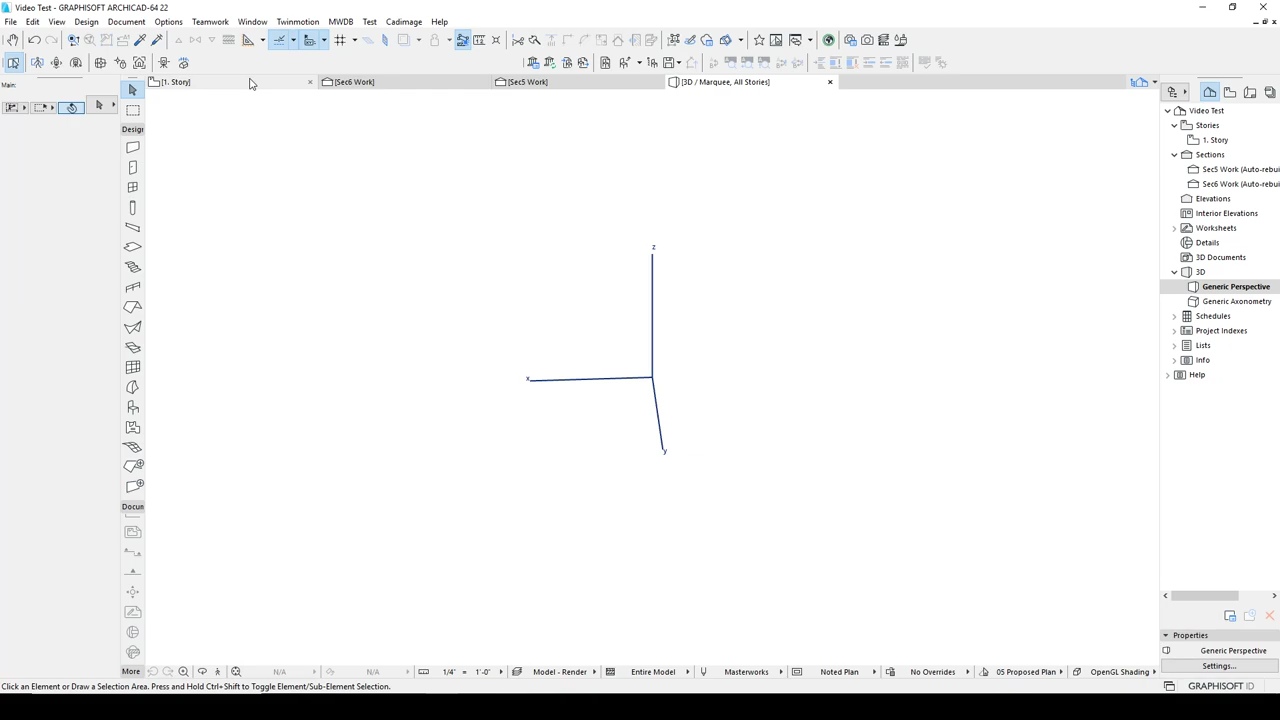 Video Test - GRAPHISOFT ARCHICAD-64 22
File Edit View Design Document Options Teamwork Window Twinmotion MWDB Test Cadimage Help
Main:
[1. Story]
[Sec6 Work]
[Sec5 Work]
[3D / Marquee, All Stories]
Desig
Docun
More
x
y
z
Video Test
Stories
1. Story
Sections
Sec5 Work (Auto-rebui
Sec6 Work (Auto-rebui
Elevations
Interior Elevations
Worksheets
Details
3D Documents
3D
Generic Perspective
Generic Axonometry
Schedules
Project Indexes
Lists
Info
Help
Properties
Generic Perspective
Settings...
N/A N/A 1/4" = 1'-0" Model - Render Entire Model Masterworks Noted Plan No Overrides 05 Proposed Plan OpenGL Shading
Click an Element or Draw a Selection Area. Press and Hold Ctrl+Shift to Toggle Element/Sub-Element Selection.
GRAPHISOFT ID